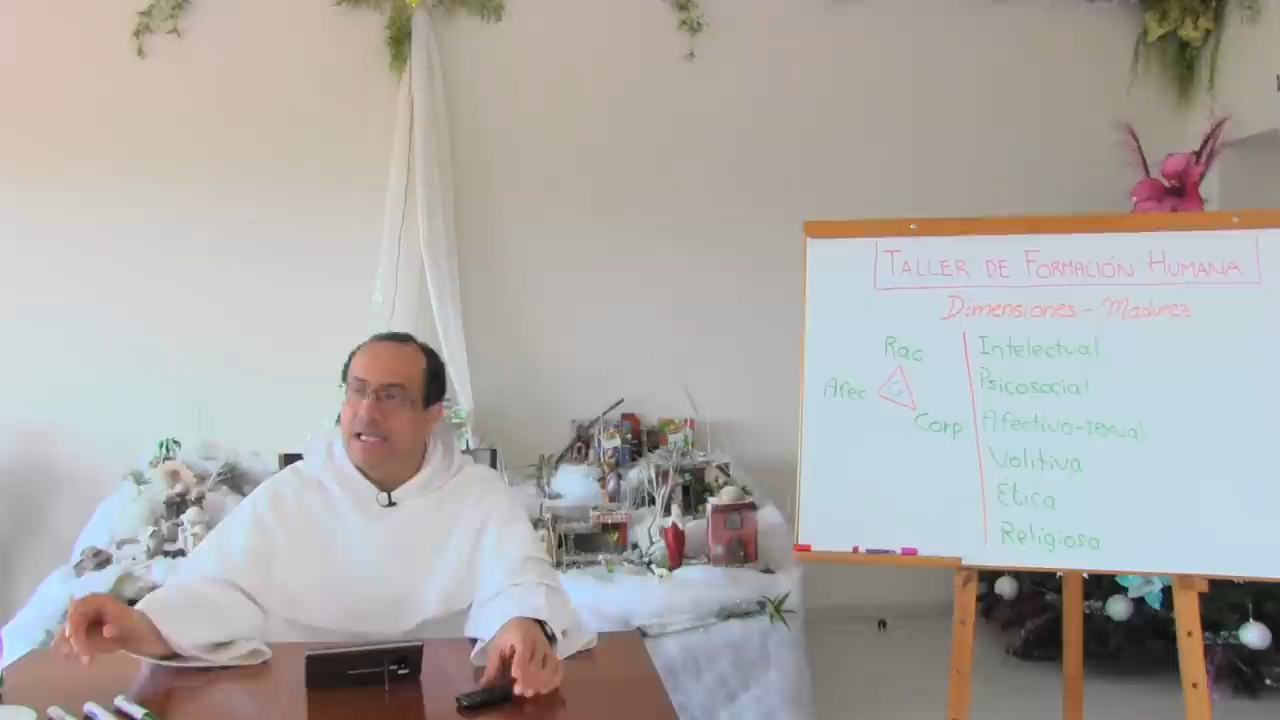 TALLER DE FORMACIÓN HUMANA
Dimensiones - Madurez
Rac
Afec
G
Corp
Intelectual
Psicosocial
Afectivo-sexual
Volitiva
Ética
Religiosa